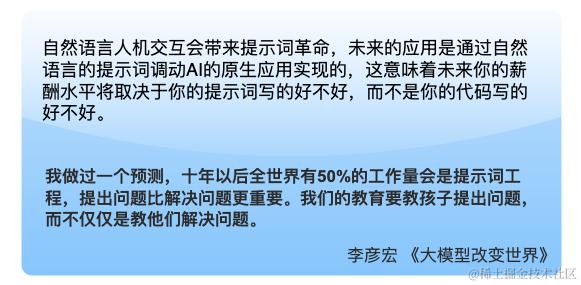 自然语言人机交互会带来提示词革命，未来的应用是通过自然
语言的提示词调动AI的原生应用实现的，这意味着未来你的薪
酬水平将取决于你的提示词写的好不好，而不是你的代码写的
好不好。
我做过一个预测，十年以后全世界有50%的工作量会是提示词工
程，提出问题比解决问题更重要。我们的教育要教孩子提出问题，
而不仅仅是教他们解决问题。
李彦宏 《大模型改变世界》
@稀土掘金技术社区